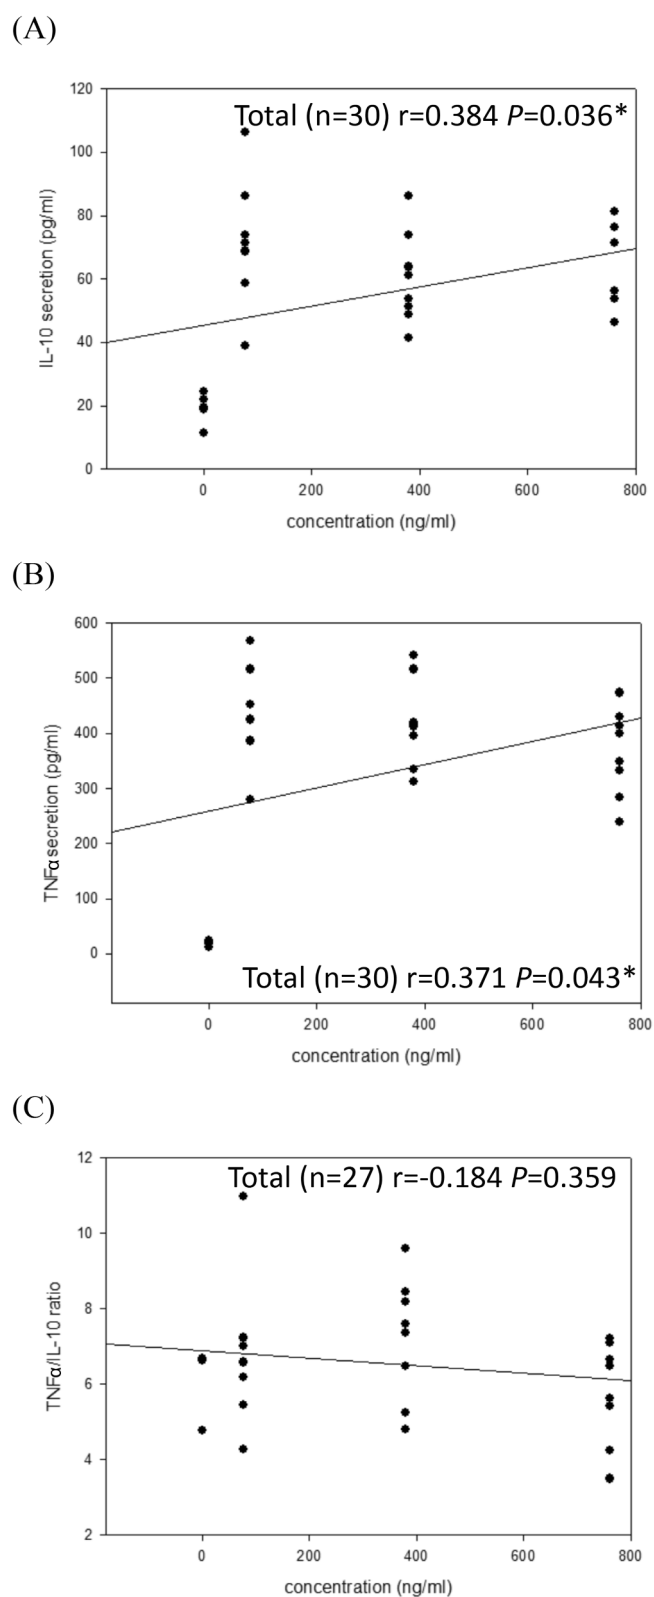 (A)
Total (n=30) r=0.384 P=0.036*
120
100
80
60
40
20
0
IL-10 secretion (pg/ml)
0 200 400 600 800
concentration (ng/ml)
(B)
600
500
400
300
200
100
0
TNFα secretion (pg/ml)
Total (n=30) r=0.371 P=0.043*
0 200 400 600 800
concentration (ng/ml)
(C)
Total (n=27) r=-0.184 P=0.359
12
10
8
6
4
2
TNFα/IL-10 ratio
0 200 400 600 800
concentration (ng/ml)